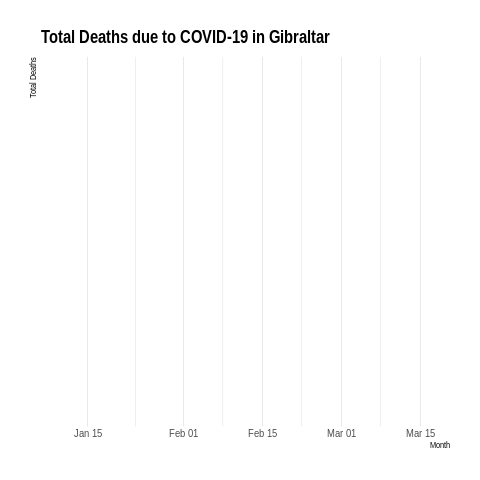 Total Deaths due to COVID-19 in Gibraltar
Total Deaths
Jan 15 Feb 01 Feb 15 Mar 01 Mar 15
Month